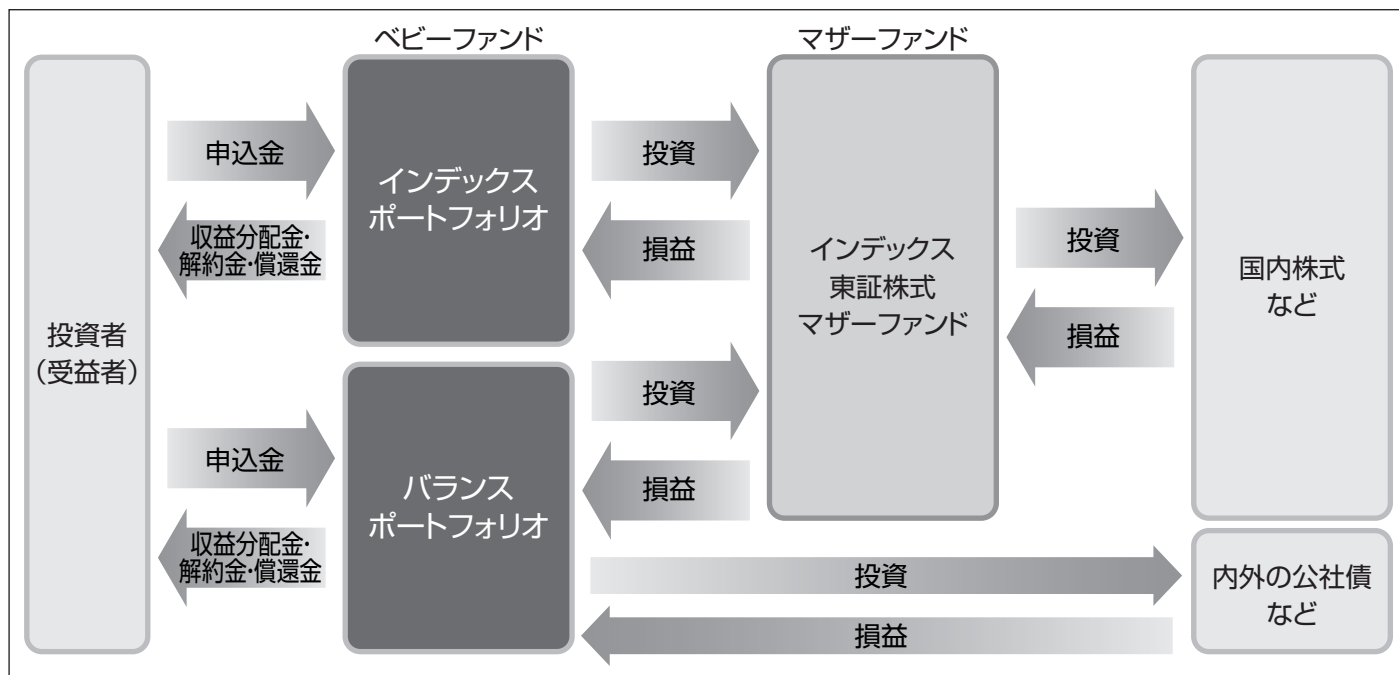 ベビーファンド
マザーファンド
投資者
（受益者）
申込金
収益分配金・
解約金・償還金
インデックス
ポートフォリオ
投資
損益
インデックス
東証株式
マザーファンド
投資
損益
国内株式
など
申込金
収益分配金・
解約金・償還金
バランス
ポートフォリオ
投資
損益
投資
損益
内外の公社債
など